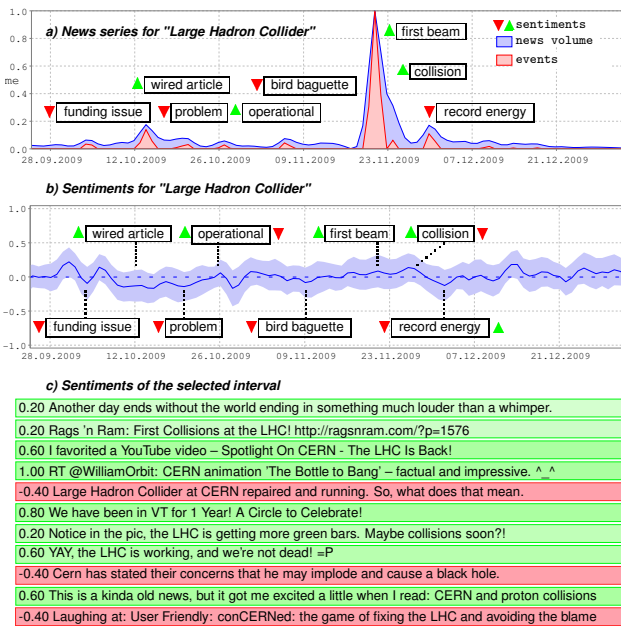 a) News series for "Large Hadron Collider"
1.0
0.8
0.6
me
0.4
0.2
0.0
sentiments
news volume
events
first beam
collision
wired article
bird baguette
funding issue
problem
operational
record energy
28.09.2009 12.10.2009 26.10.2009 09.11.2009 23.11.2009 07.12.2009 21.12.2009
b) Sentiments for "Large Hadron Collider"
1.0
0.5
0.0
-0.5
-1.0
wired article
operational
first beam
collision
funding issue
problem
bird baguette
record energy
28.09.2009 12.10.2009 26.10.2009 09.11.2009 23.11.2009 07.12.2009 21.12.2009
c) Sentiments of the selected interval
0.20 Another day ends without the world ending in something much louder than a whimper.
0.20 Rags 'n Ram: First Collisions at the LHC! http://ragsnram.com/?p=1576
0.60 I favorited a YouTube video – Spotlight On CERN - The LHC Is Back!
1.00 RT @WilliamOrbit: CERN animation 'The Bottle to Bang' – factual and impressive. ^_^
-0.40 Large Hadron Collider at CERN repaired and running. So, what does that mean.
0.80 We have been in VT for 1 Year! A Circle to Celebrate!
0.20 Notice in the pic, the LHC is getting more green bars. Maybe collisions soon?!
0.60 YAY, the LHC is working, and we're not dead! =P
-0.40 Cern has stated their concerns that he may implode and cause a black hole.
0.60 This is a kinda old news, but it got me excited a little when I read: CERN and proton collisions
-0.40 Laughing at: User Friendly: conCERNed: the game of fixing the LHC and avoiding the blame